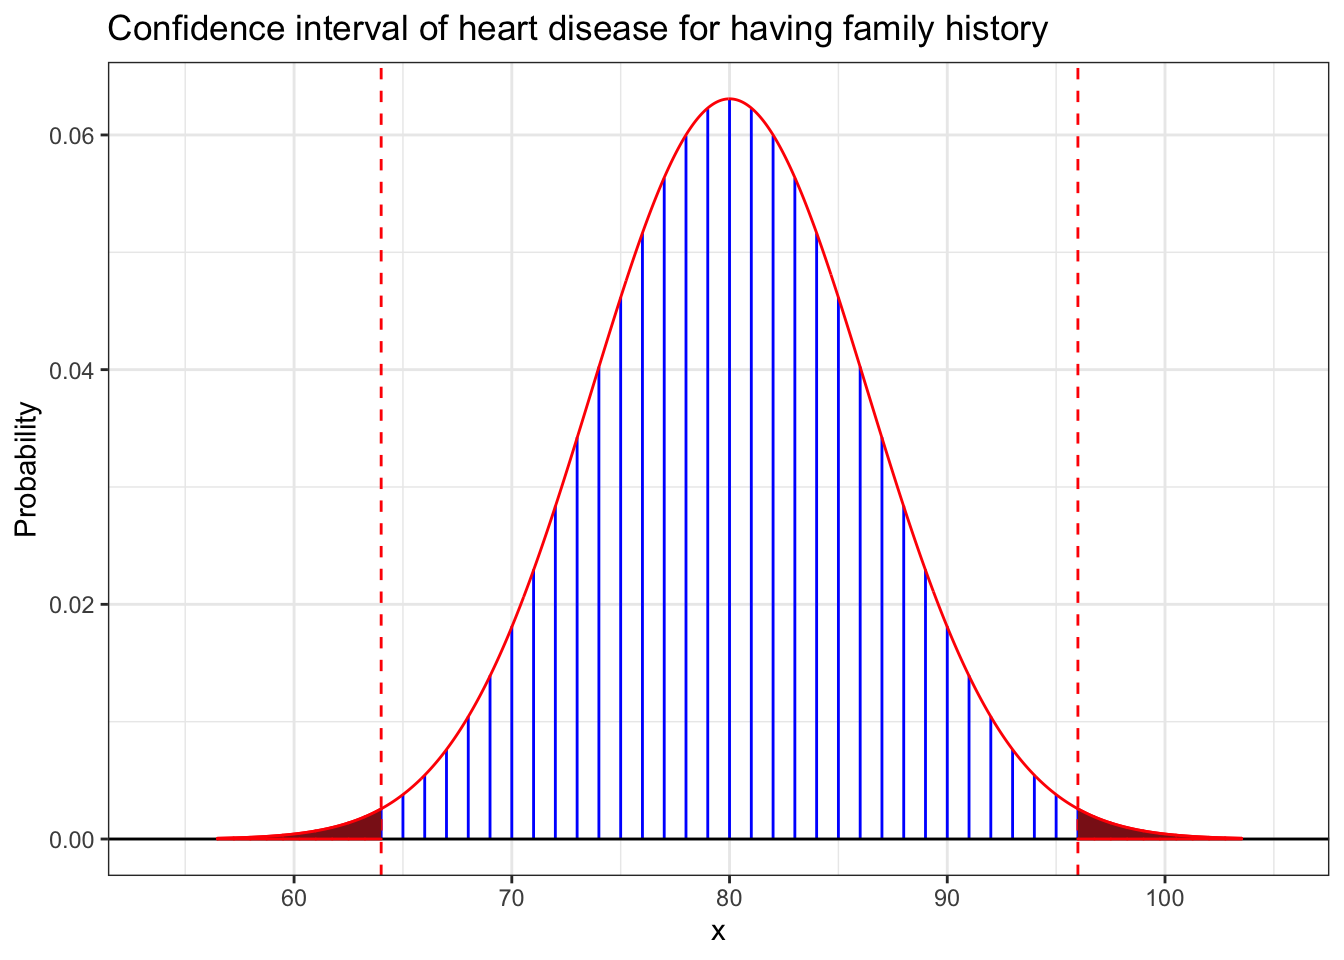 Confidence interval of heart disease for having family history
Probability
0.06
0.04
0.02
0.00
60 70 80 90 100
x